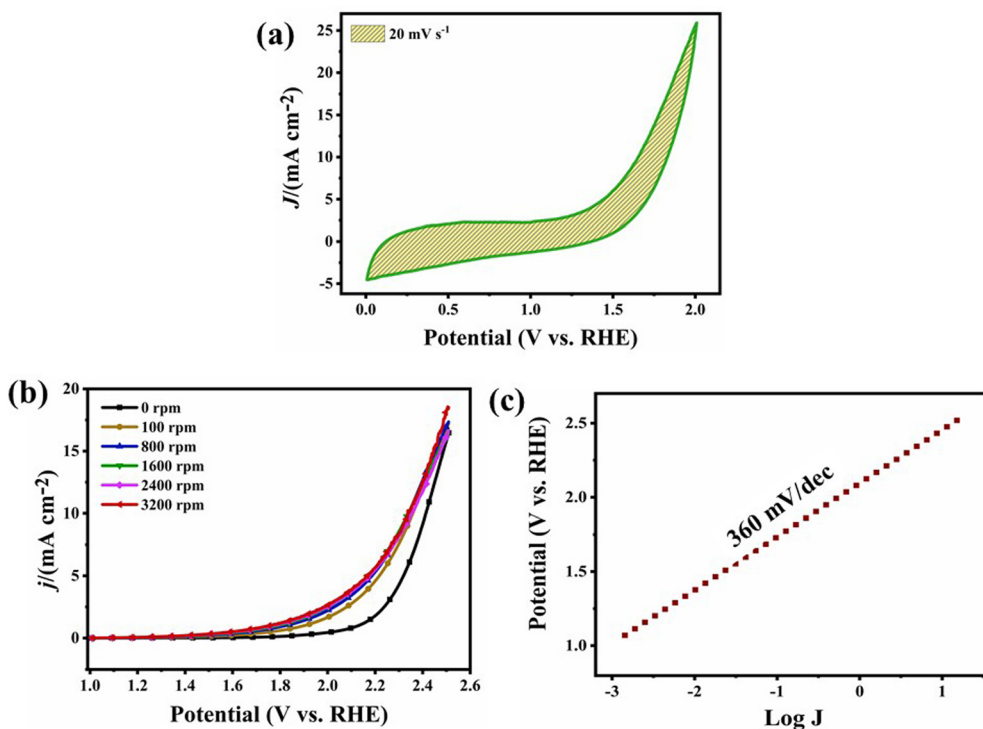 (a)
20 mV s⁻¹
25
20
15
10
5
0
-5
J/(mA cm⁻²)
0.0 0.5 1.0 1.5 2.0
Potential (V vs. RHE)
(b)
20
15
10
5
0
j/(mA cm⁻²)
0 rpm
100 rpm
800 rpm
1600 rpm
2400 rpm
3200 rpm
1.0 1.2 1.4 1.6 1.8 2.0 2.2 2.4 2.6
Potential (V vs. RHE)
(c)
2.5
2.0
1.5
1.0
Potential (V vs. RHE)
360 mV/dec
-3 -2 -1 0 1
Log J